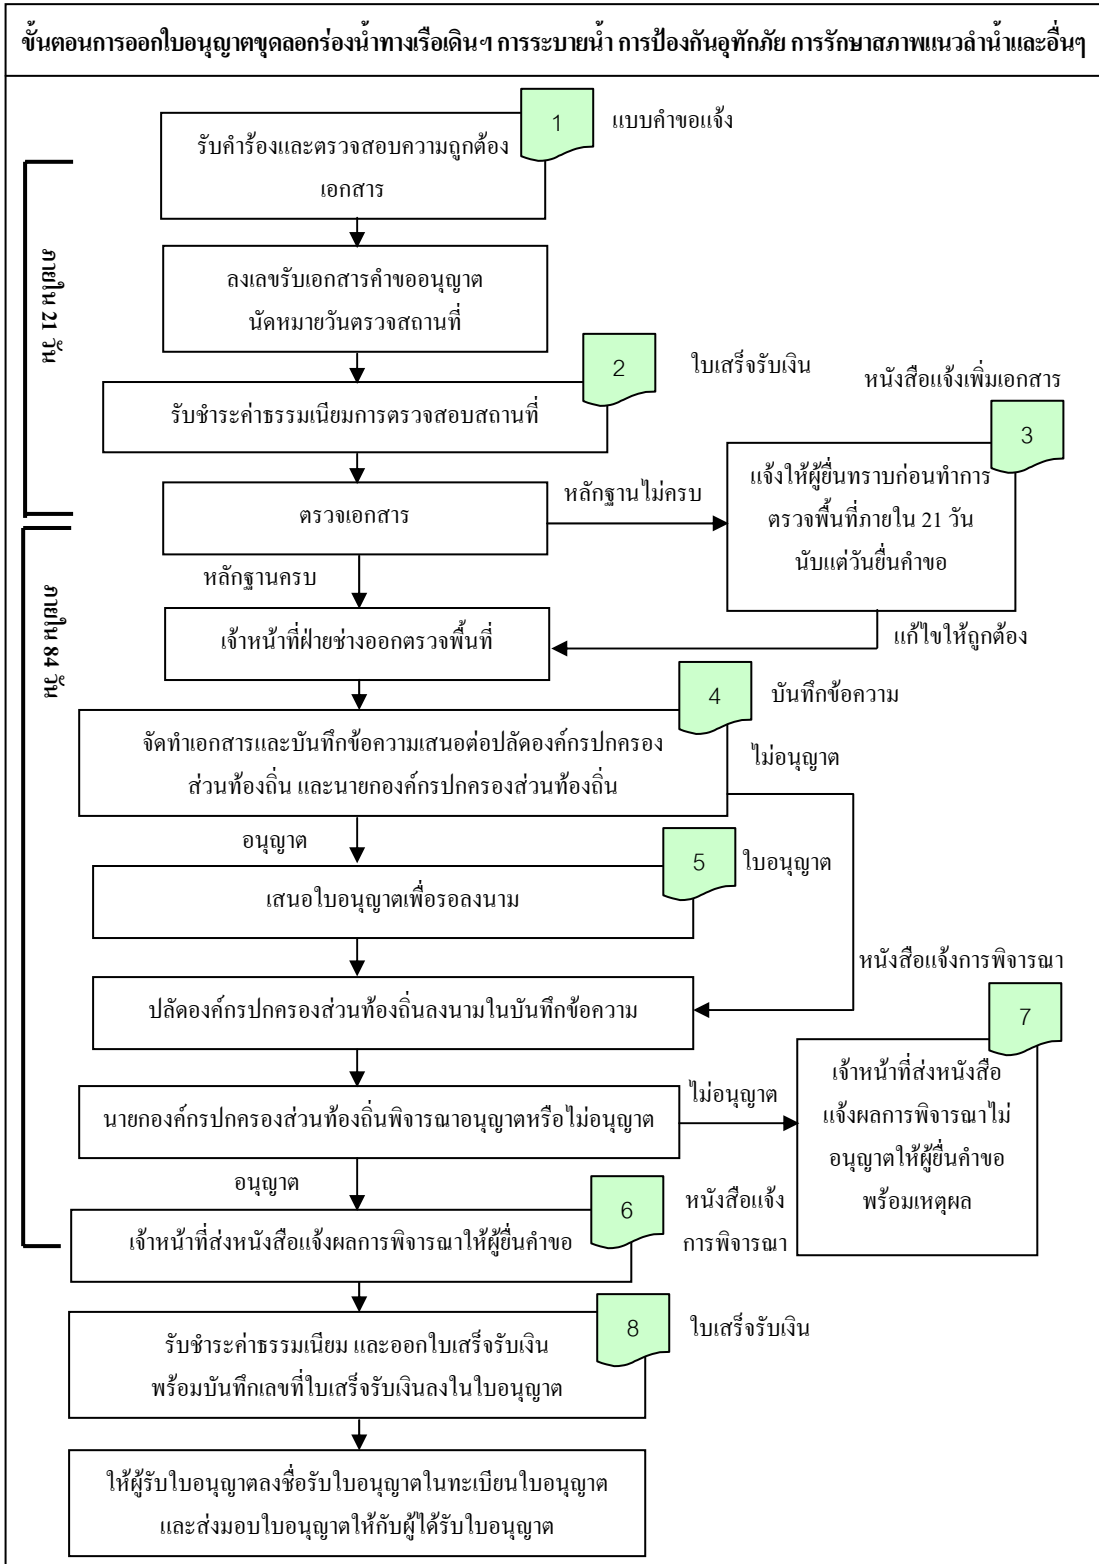 ขั้นตอนการออกใบอนุญาตขุดลอกร่องน้ำทางเรือเดินฯ การระบายน้ำ การป้องกันอุทกภัย การรักษาสภาพแนวลำน้ำและอื่นๆ
1
แบบคำขอแจ้ง
รับคำร้องและตรวจสอบความถูกต้อง
เอกสาร
ภายใน 21 วัน
ลงเลขรับเอกสารคำขออนุญาต
นัดหมายวันตรวจสถานที่
2
ใบเสร็จรับเงิน
รับชำระค่าธรรมเนียมการตรวจสอบสถานที่
หนังสือแจ้งเพิ่มเอกสาร
3
ตรวจเอกสาร
หลักฐานไม่ครบ
แจ้งให้ผู้ยื่นทราบก่อนทำการ
ตรวจพื้นที่ภายใน 21 วัน
นับแต่วันยื่นคำขอ
หลักฐานครบ
แก้ไขให้ถูกต้อง
ภายใน 84 วัน
เจ้าหน้าที่ฝ่ายช่างออกตรวจพื้นที่
4
บันทึกข้อความ
จัดทำเอกสารและบันทึกข้อความเสนอต่อปลัดองค์กรปกครอง
ส่วนท้องถิ่น และนายกองค์กรปกครองส่วนท้องถิ่น
ไม่อนุญาต
อนุญาต
5
ใบอนุญาต
เสนอใบอนุญาตเพื่อรอลงนาม
หนังสือแจ้งการพิจารณา
ปลัดองค์กรปกครองส่วนท้องถิ่นลงนามในบันทึกข้อความ
7
นายกองค์กรปกครองส่วนท้องถิ่นพิจารณาอนุญาตหรือไม่อนุญาต
ไม่อนุญาต
เจ้าหน้าที่ส่งหนังสือ
แจ้งผลการพิจารณาไม่
อนุญาตให้ผู้ยื่นคำขอ
พร้อมเหตุผล
อนุญาต
6
หนังสือแจ้ง
การพิจารณา
เจ้าหน้าที่ส่งหนังสือแจ้งผลการพิจารณาให้ผู้ยื่นคำขอ
8
ใบเสร็จรับเงิน
รับชำระค่าธรรมเนียม และออกใบเสร็จรับเงิน
พร้อมบันทึกเลขที่ใบเสร็จรับเงินลงในใบอนุญาต
ให้ผู้รับใบอนุญาตลงชื่อรับใบอนุญาตในทะเบียนใบอนุญาต
และส่งมอบใบอนุญาตให้กับผู้ได้รับใบอนุญาต